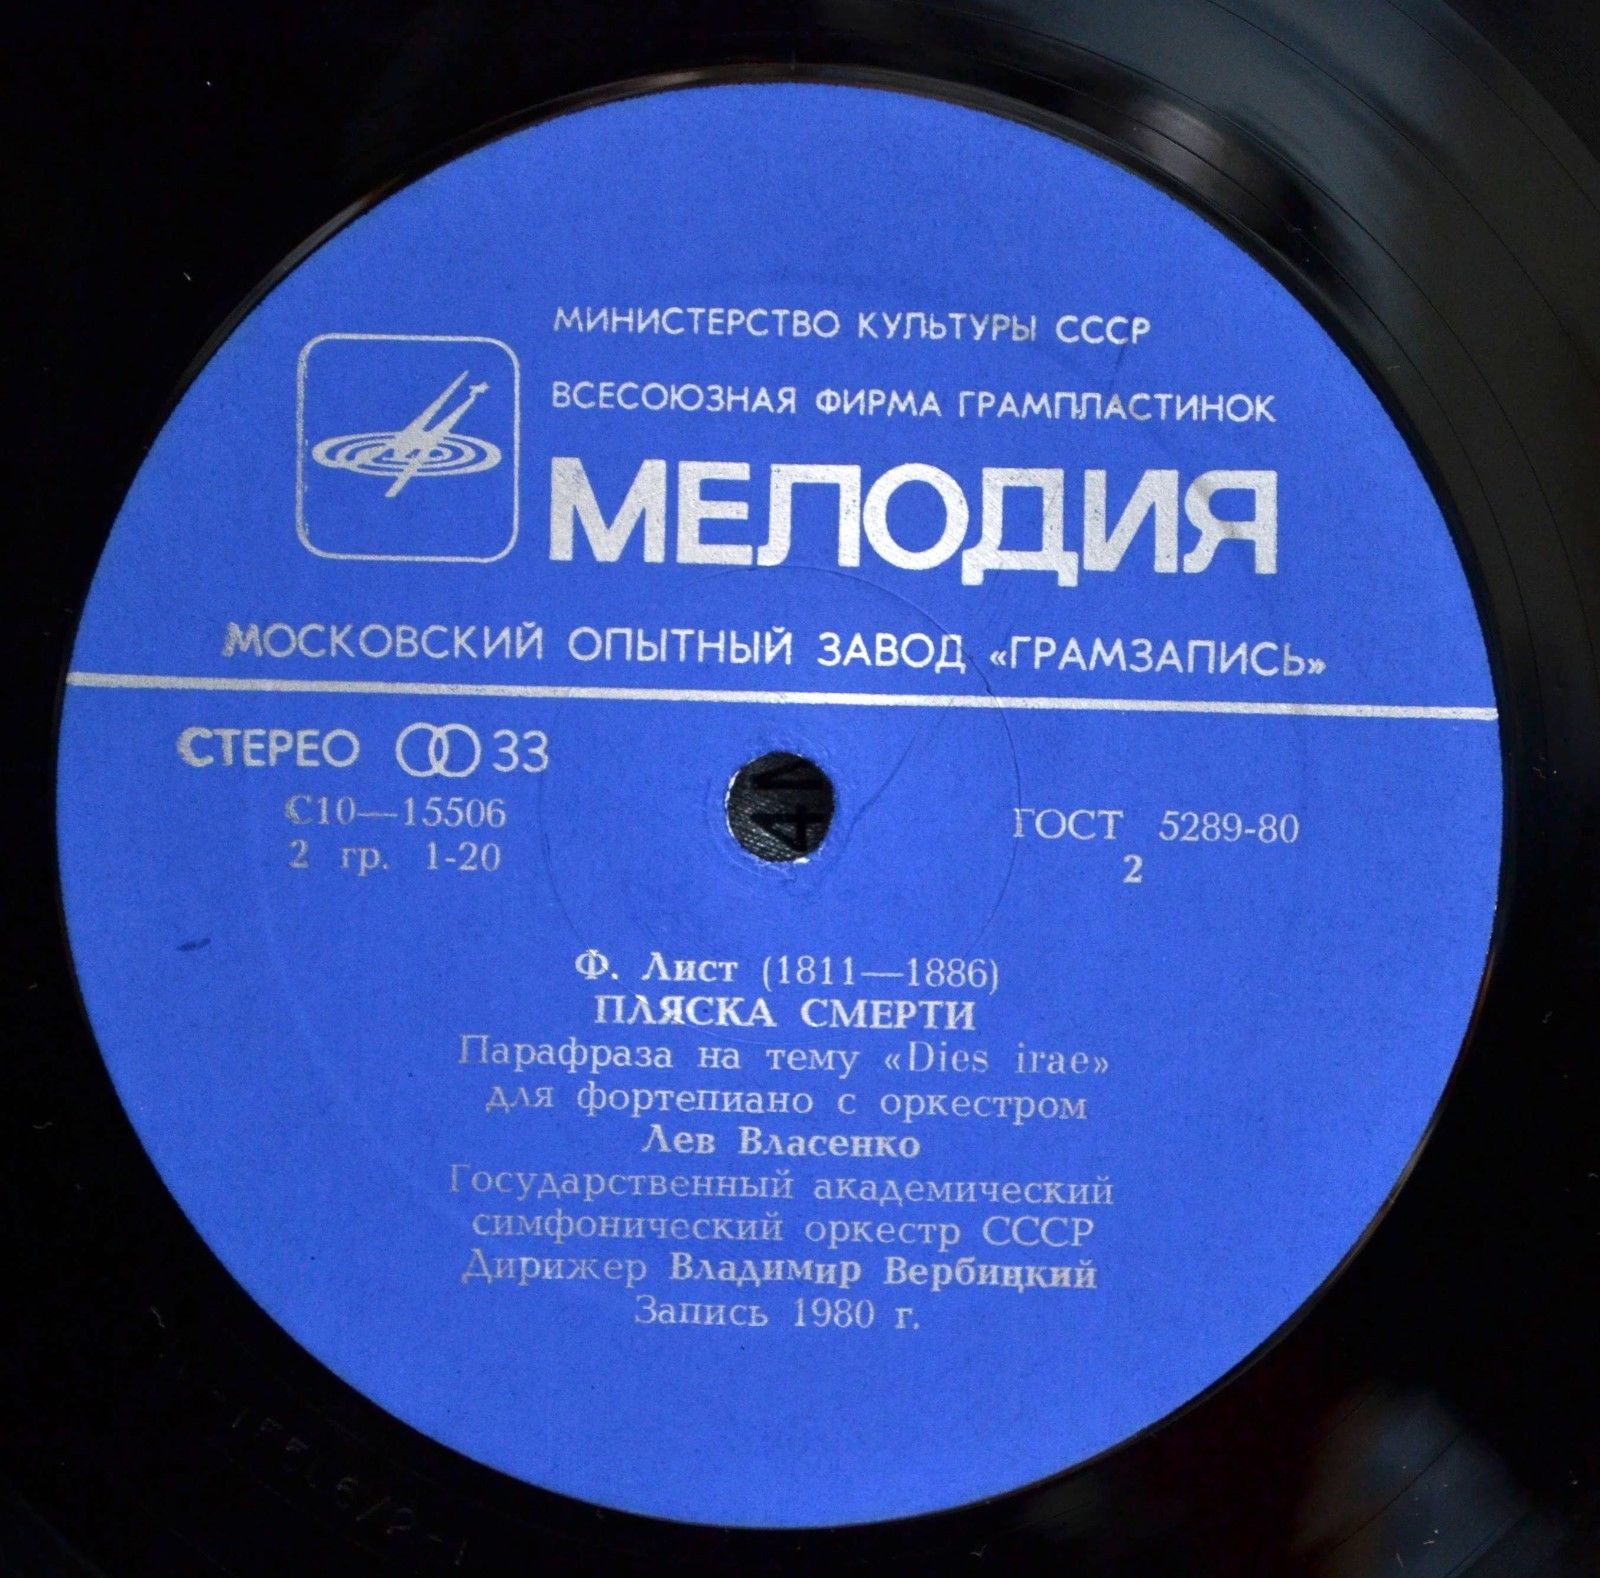 МИНИСТЕРСТВО КУЛЬТУРЫ СССР
ВСЕСОЮЗНАЯ ФИРМА ГРАМПЛАСТИНОК
МЕЛОДИЯ
МОСКОВСКИЙ ОПЫТНЫЙ ЗАВОД «ГРАМЗАПИСЬ»
СТЕРЕО 33
С10—15506
2 гр. 1-20
ГОСТ 5289-80
2
Ф. Лист (1811—1886)
ПЛЯСКА СМЕРТИ
Парафраза на тему «Dies irae»
для фортепиано с оркестром
Лев Власенко
Государственный академический
симфонический оркестр СССР
Дирижер Владимир Вербицкий
Запись 1980 г.